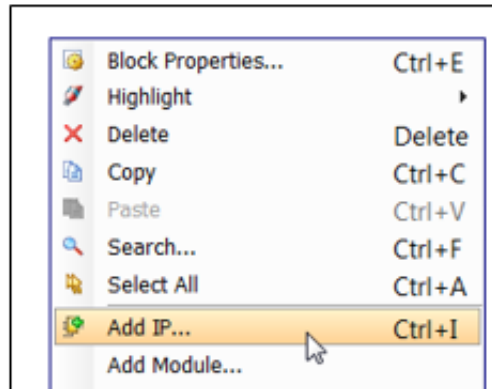 Block Properties... Ctrl+E
Highlight
Delete Delete
Copy Ctrl+C
Paste Ctrl+V
Search... Ctrl+F
Select All Ctrl+A
Add IP... Ctrl+I
Add Module...